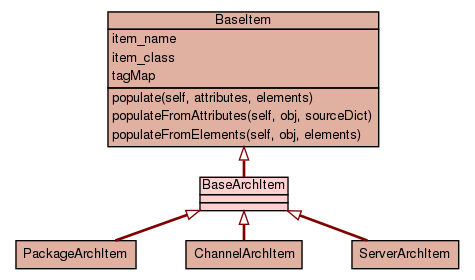 BaseItem
item_name
item_class
tagMap
populate(self, attributes, elements)
populateFromAttributes(self, obj, sourceDict)
populateFromElements(self, obj, elements)
BaseArchItem
PackageArchItem
ChannelArchItem
ServerArchItem